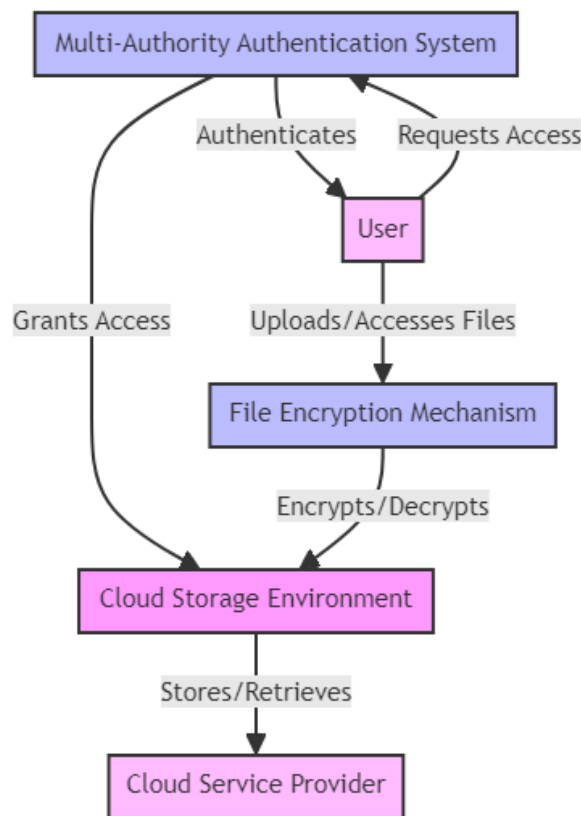 Multi-Authority Authentication System
Authenticates
Requests Access
User
Grants Access
Uploads/Accesses Files
File Encryption Mechanism
Encrypts/Decrypts
Cloud Storage Environment
Stores/Retrieves
Cloud Service Provider